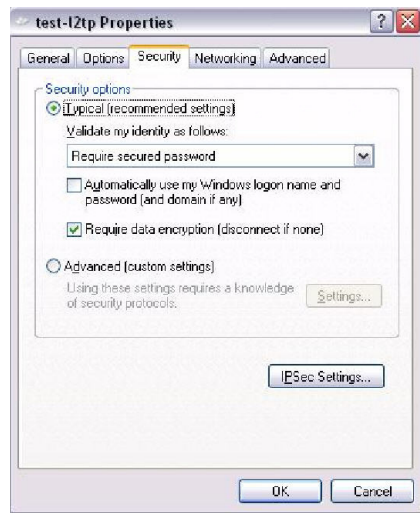 test-l2tp Properties
General
Options
Security
Networking
Advanced
Security options
Typical (recommended settings)
Validate my identity as follows:
Require secured password
Automatically use my Windows logon name and
password (and domain if any)
Require data encryption (disconnect if none)
Advanced (custom settings)
Using these settings requires a knowledge
of security protocols.
Settings...
IPSec Settings...
OK
Cancel